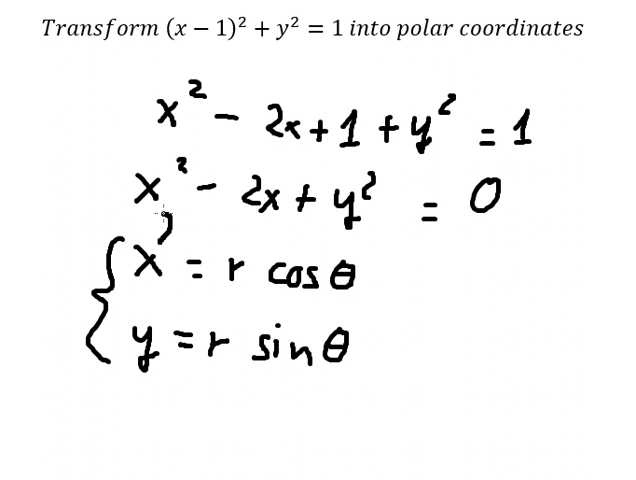 Transform (x − 1)² + y² = 1 into polar coordinates
x² − 2x + 1 + y² = 1
x² − 2x + y² = 0
x = r cos θ
y = r sin θ